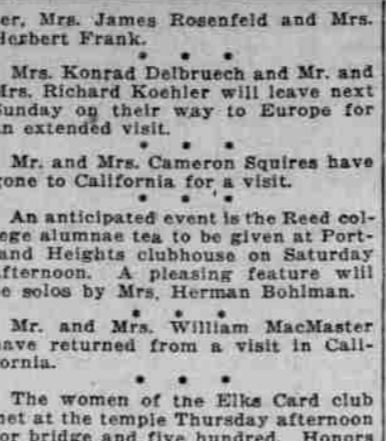 er, Mrs. James Rosenfeld and Mrs.
Herbert Frank.
* * *
Mrs. Konrad Delbruech and Mr. and
Mrs. Richard Koehler will leave next
Sunday on their way to Europe for
an extended visit.
* * *
Mr. and Mrs. Cameron Squires have
gone to California for a visit.
* * *
An anticipated event is the Reed col-
ege alumnae tea to be given at Port-
land Heights clubhouse on Saturday
afternoon. A pleasing feature will
be solos by Mrs. Herman Bohlman.
* * *
Mr. and Mrs. William MacMaster
have returned from a visit in Cali-
fornia.
* * *
The women of the Elks Card club
met at the temple Thursday afternoon
for bridge and five hundred. Honors